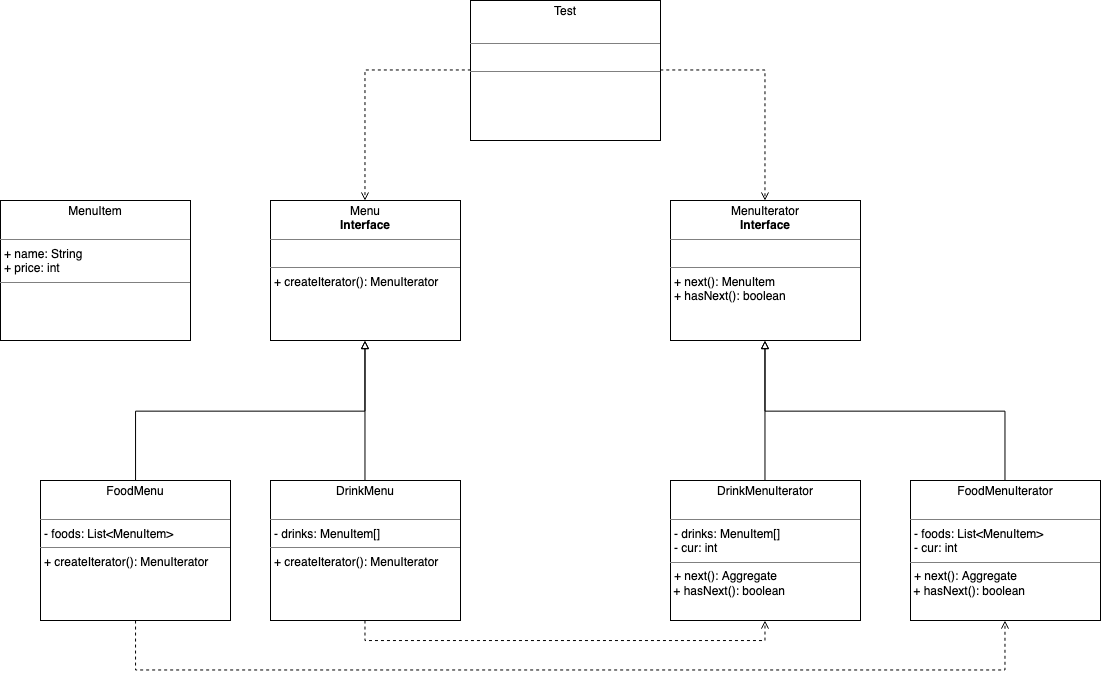 Test
MenuItem
+ name: String
+ price: int
Menu
Interface
+ createIterator(): MenuIterator
MenuIterator
Interface
+ next(): MenuItem
+ hasNext(): boolean
FoodMenu
- foods: List<MenuItem>
+ createIterator(): MenuIterator
DrinkMenu
- drinks: MenuItem[]
+ createIterator(): MenuIterator
DrinkMenuIterator
- drinks: MenuItem[]
- cur: int
+ next(): Aggregate
+ hasNext(): boolean
FoodMenuIterator
- foods: List<MenuItem>
- cur: int
+ next(): Aggregate
+ hasNext(): boolean